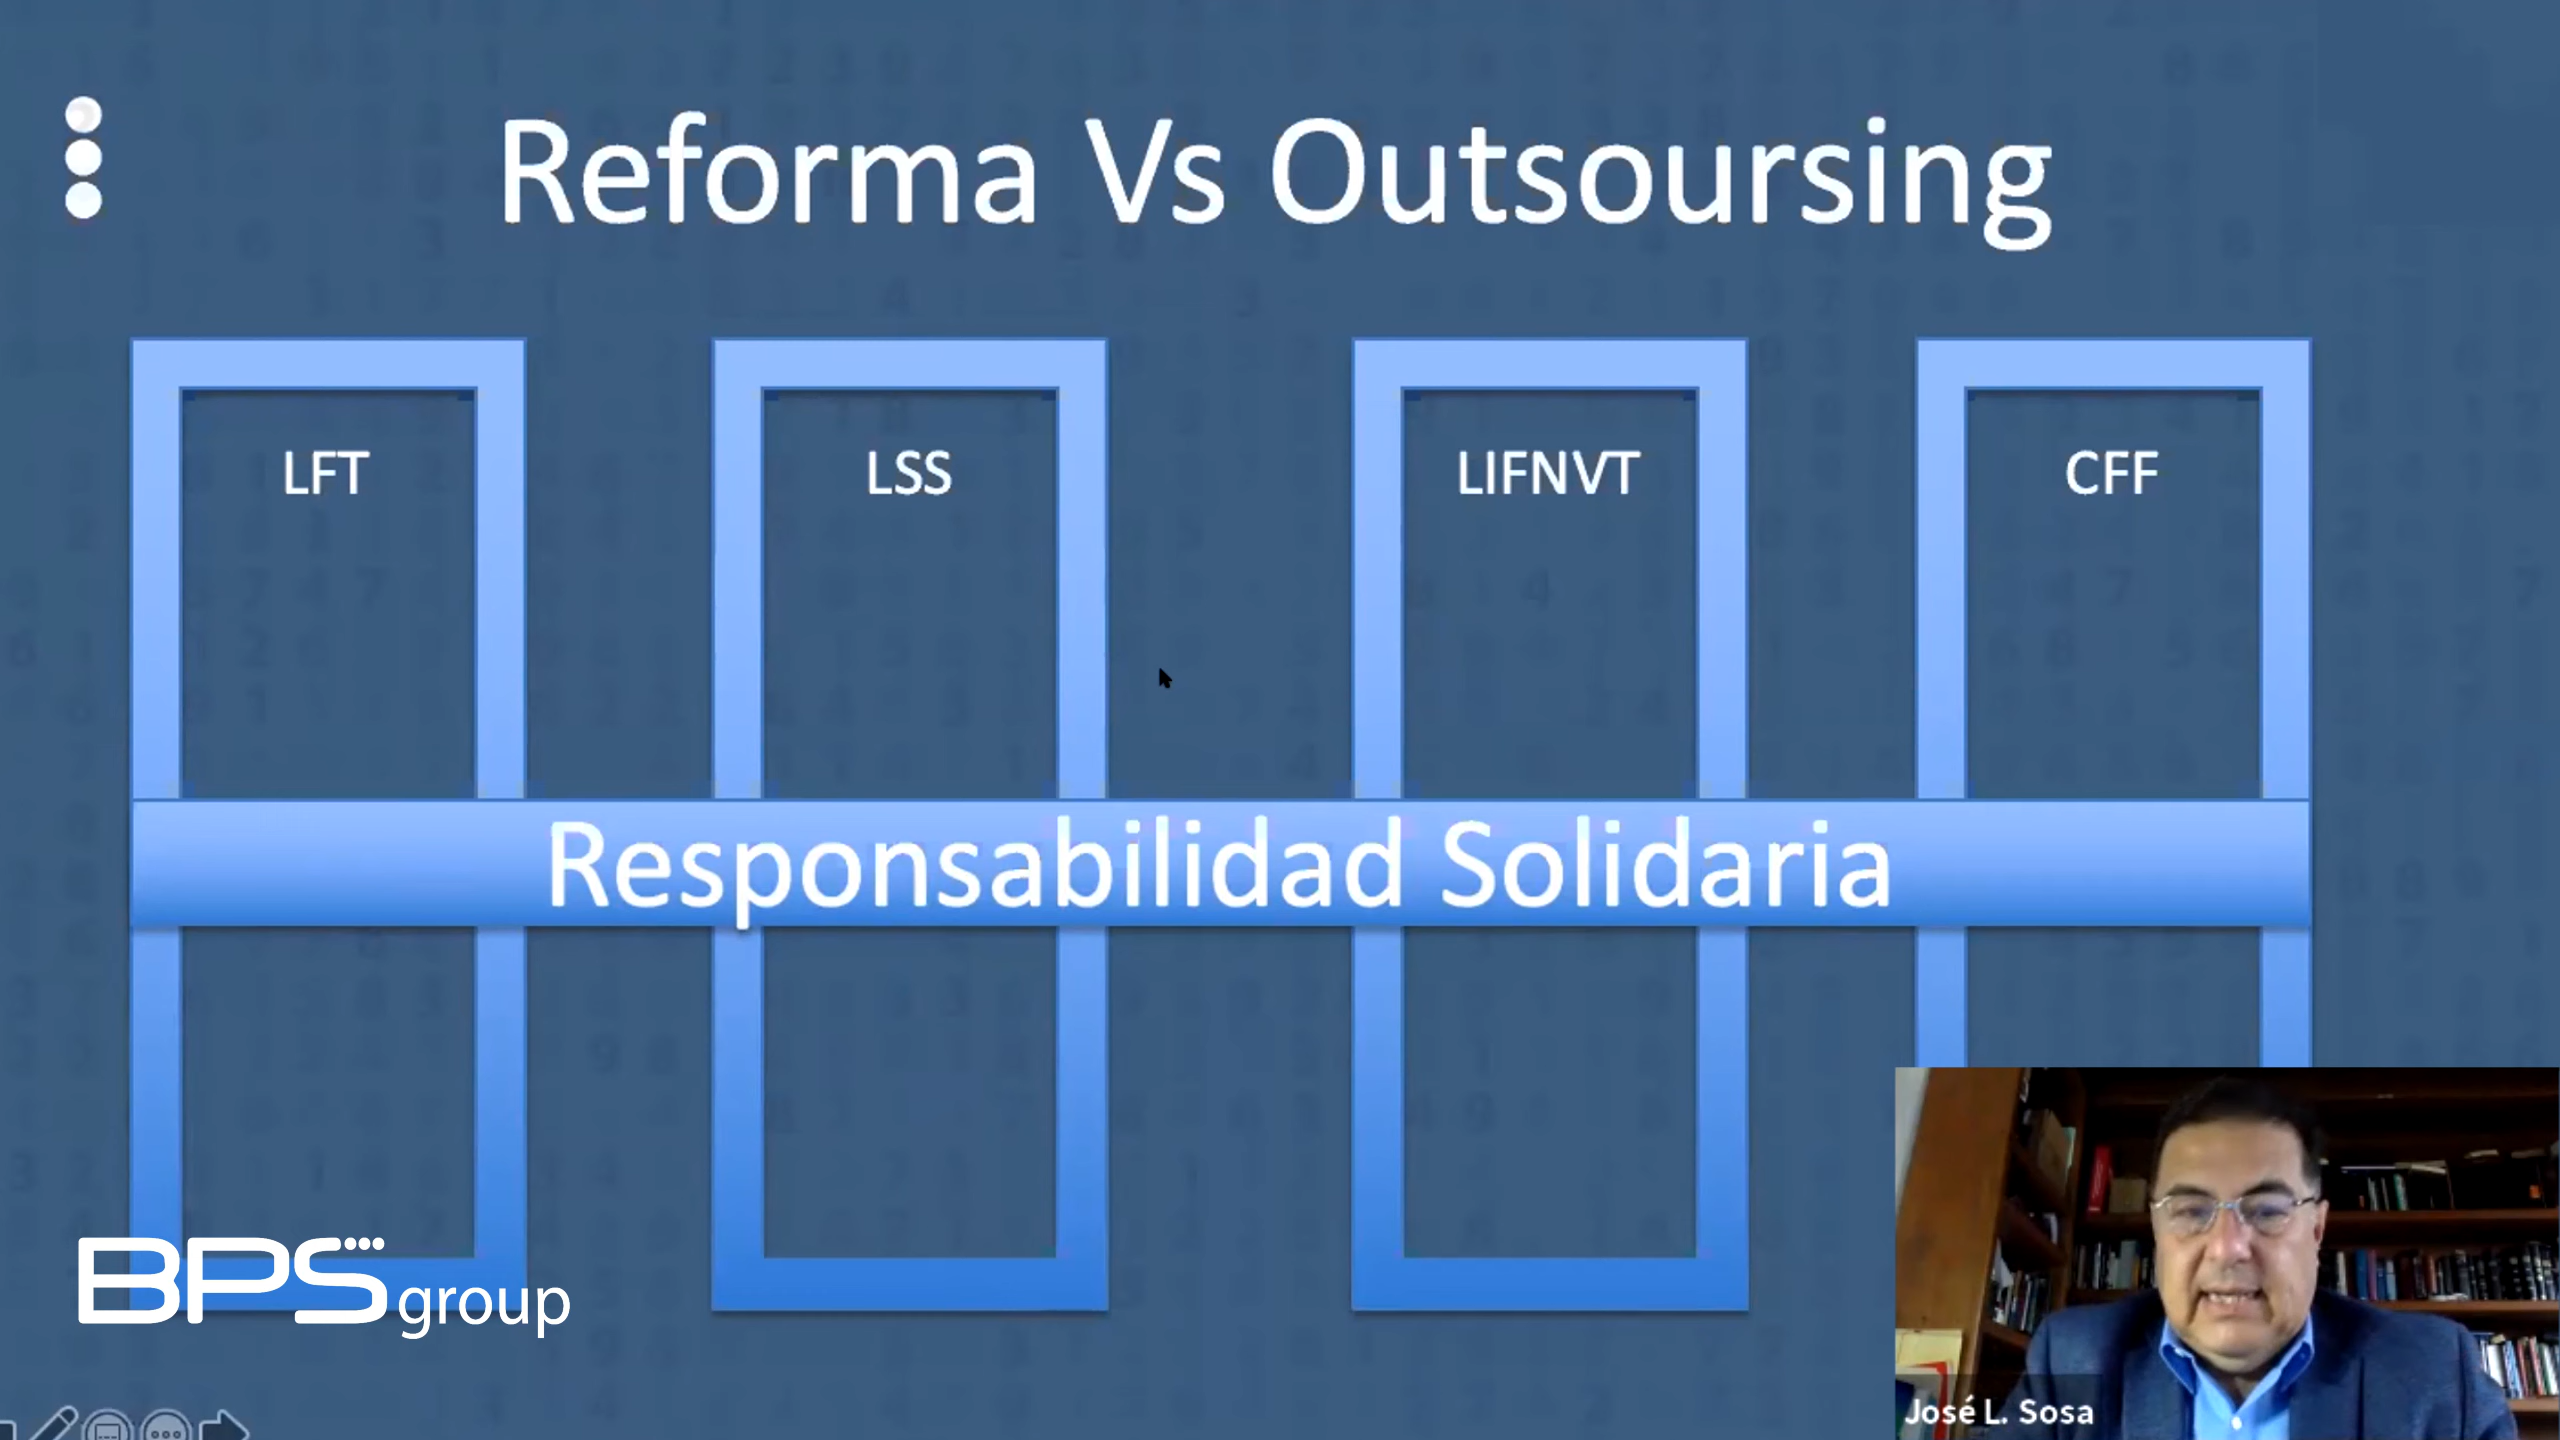 Reforma Vs Outsoursing
LFT
LSS
LIFNVT
CFF
Responsabilidad Solidaria
BPS group
José L. Sosa